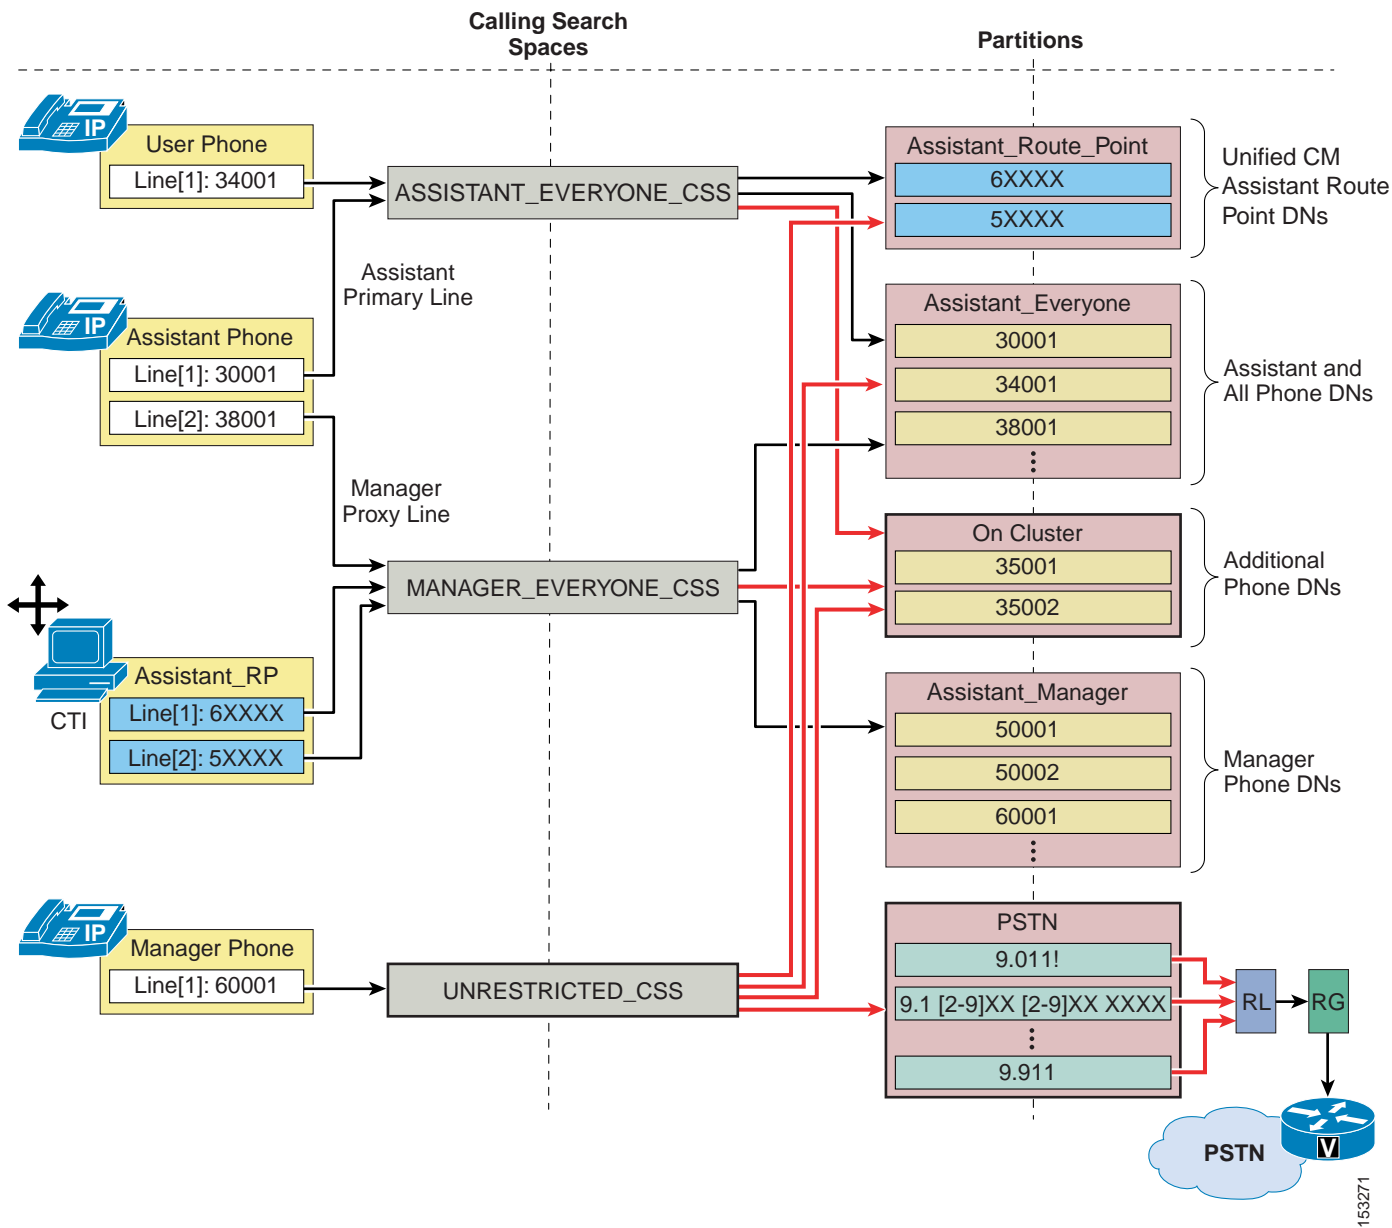 Calling Search
Spaces
Partitions
IP
User Phone
Line[1]: 34001
ASSISTANT_EVERYONE_CSS
Assistant_Route_Point
6XXXX
5XXXX
Unified CM
Assistant Route
Point DNs
Assistant
Primary Line
IP
Assistant Phone
Line[1]: 30001
Line[2]: 38001
Assistant_Everyone
30001
34001
38001
Assistant and
All Phone DNs
Manager
Proxy Line
MANAGER_EVERYONE_CSS
On Cluster
35001
35002
Additional
Phone DNs
CTI
Assistant_RP
Line[1]: 6XXXX
Line[2]: 5XXXX
Assistant_Manager
50001
50002
60001
Manager
Phone DNs
IP
Manager Phone
Line[1]: 60001
UNRESTRICTED_CSS
PSTN
9.011!
9.1 [2-9]XX [2-9]XX XXXX
9.911
RL
RG
PSTN
V
153271